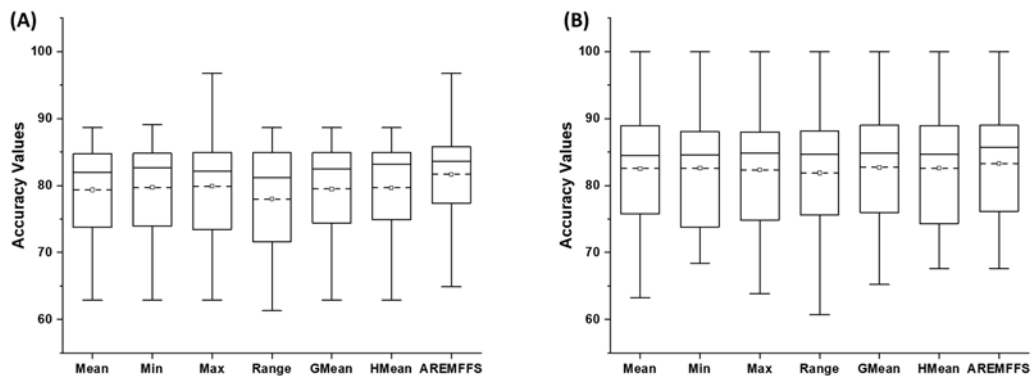 (A)
Accuracy Values
100
90
80
70
60
Mean Min Max Range GMean HMean AREMFFS
(B)
Accuracy Values
100
90
80
70
60
Mean Min Max Range GMean HMean AREMFFS